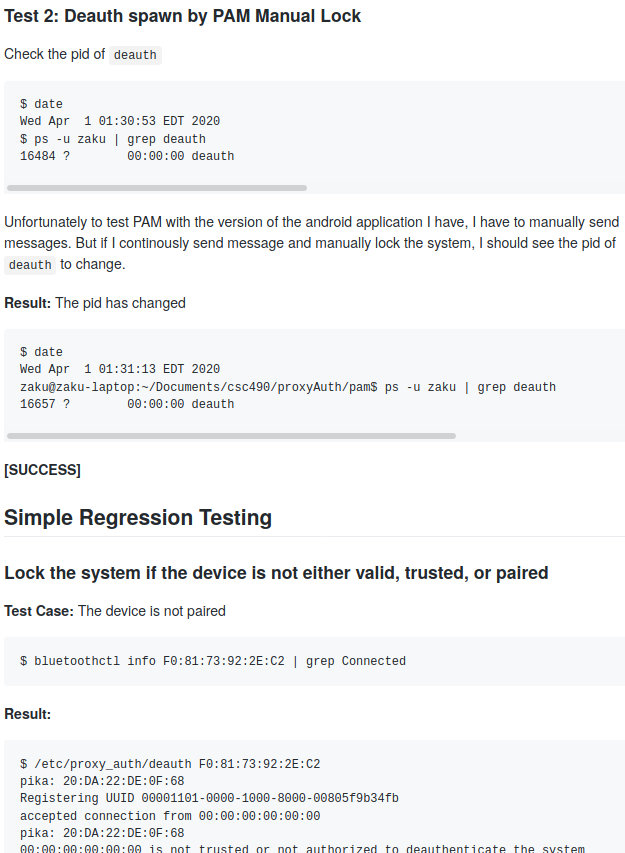 Test 2: Deauth spawn by PAM Manual Lock
Check the pid of deauth
$ date
Wed Apr  1 01:30:53 EDT 2020
$ ps -u zaku | grep deauth
16484 ?        00:00:00 deauth
Unfortunately to test PAM with the version of the android application I have, I have to manually send
messages. But if I continously send message and manually lock the system, I should see the pid of
deauth to change.
Result: The pid has changed
$ date
Wed Apr  1 01:31:13 EDT 2020
zaku@zaku-laptop:~/Documents/csc490/proxyAuth/pam$ ps -u zaku | grep deauth
16657 ?        00:00:00 deauth
[SUCCESS]
Simple Regression Testing
Lock the system if the device is not either valid, trusted, or paired
Test Case: The device is not paired
$ bluetoothctl info F0:81:73:92:2E:C2 | grep Connected
Result:
$ /etc/proxy_auth/deauth F0:81:73:92:2E:C2
pika: 20:DA:22:DE:0F:68
Registering UUID 00001101-0000-1000-8000-00805f9b34fb
accepted connection from 00:00:00:00:00:00
pika: 20:DA:22:DE:0F:68
00:00:00:00:00:00 is not trusted or not authorized to deauthenticate the system